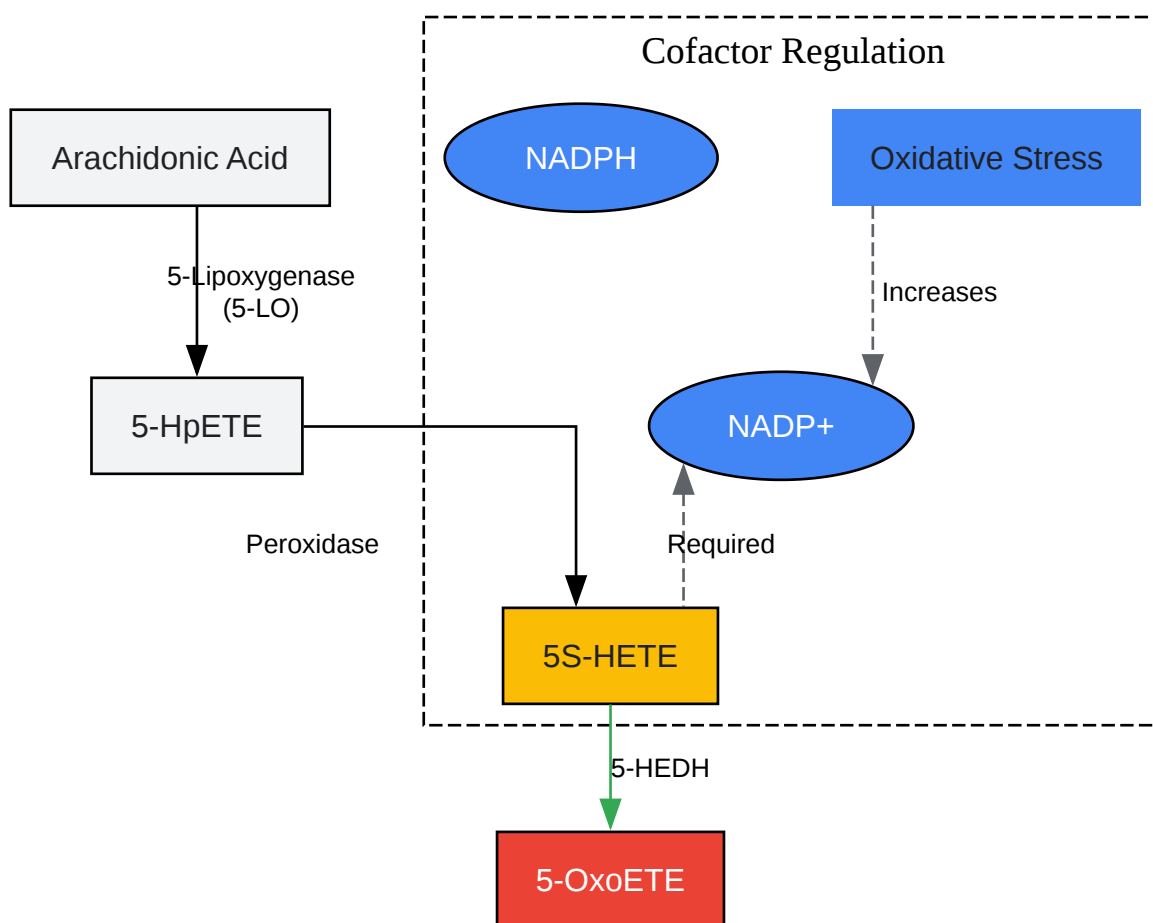 Cofactor Regulation
Arachidonic Acid
NADPH
Oxidative Stress
5-Lipoxygenase
(5-LO)
Increases
5-HpETE
NADP+
Peroxidase
Required
5S-HETE
5-HEDH
5-OxoETE